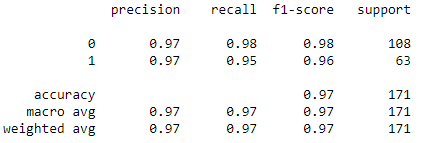 precision recall f1-score support
0 0.97 0.98 0.98 108
1 0.97 0.95 0.96 63
accuracy 0.97 171
macro avg 0.97 0.97 0.97 171
weighted avg 0.97 0.97 0.97 171